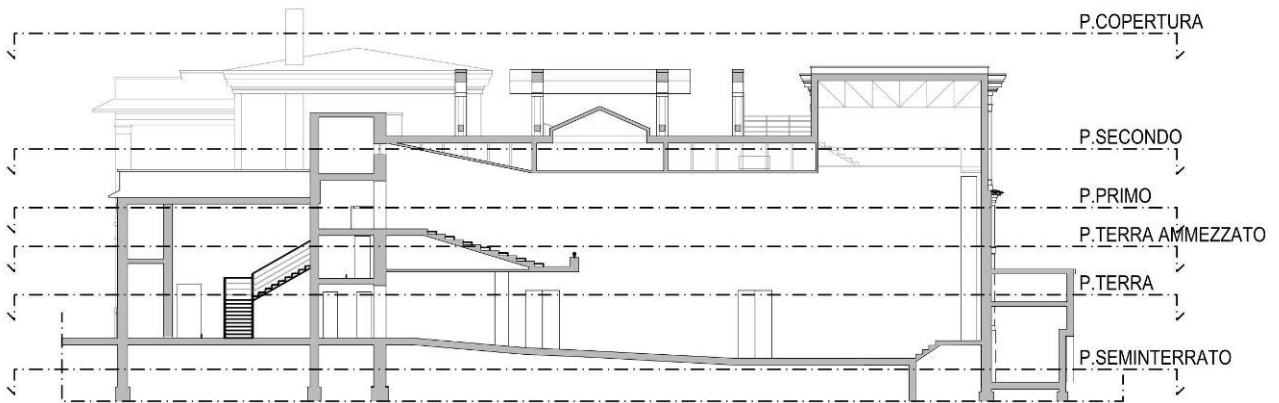 P.COPERTURA
P.SECONDO
P.PRIMO
P.TERRA AMMEZZATO
P.TERRA
P.SEMINTERRATO